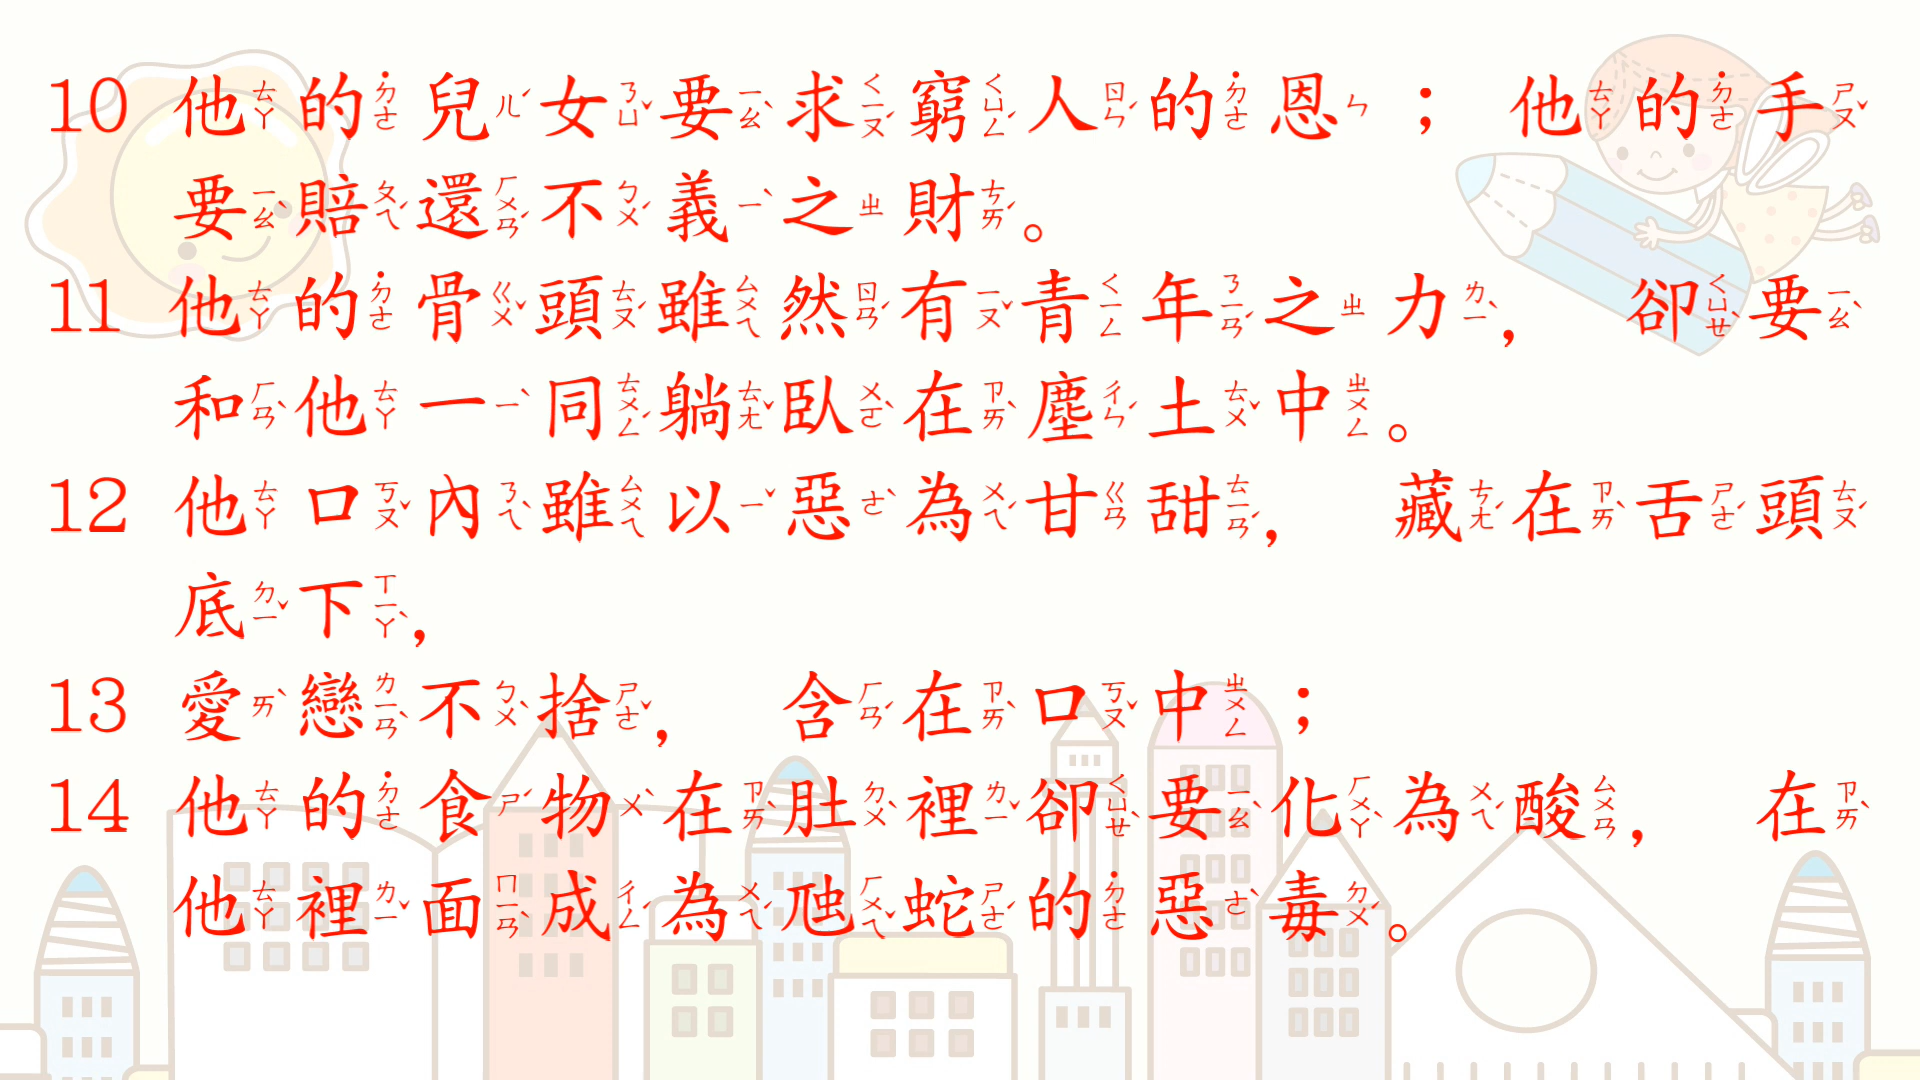 10 他的兒女要求窮人的恩；他的手
要賠還不義之財。
11 他的骨頭雖然有青年之力，卻要
和他一同躺臥在塵土中。
12 他口內雖以惡為甘甜，藏在舌頭
底下，
13 愛戀不捨，含在口中；
14 他的食物在肚裡卻要化為酸，在
他裡面成為虺蛇的惡毒。